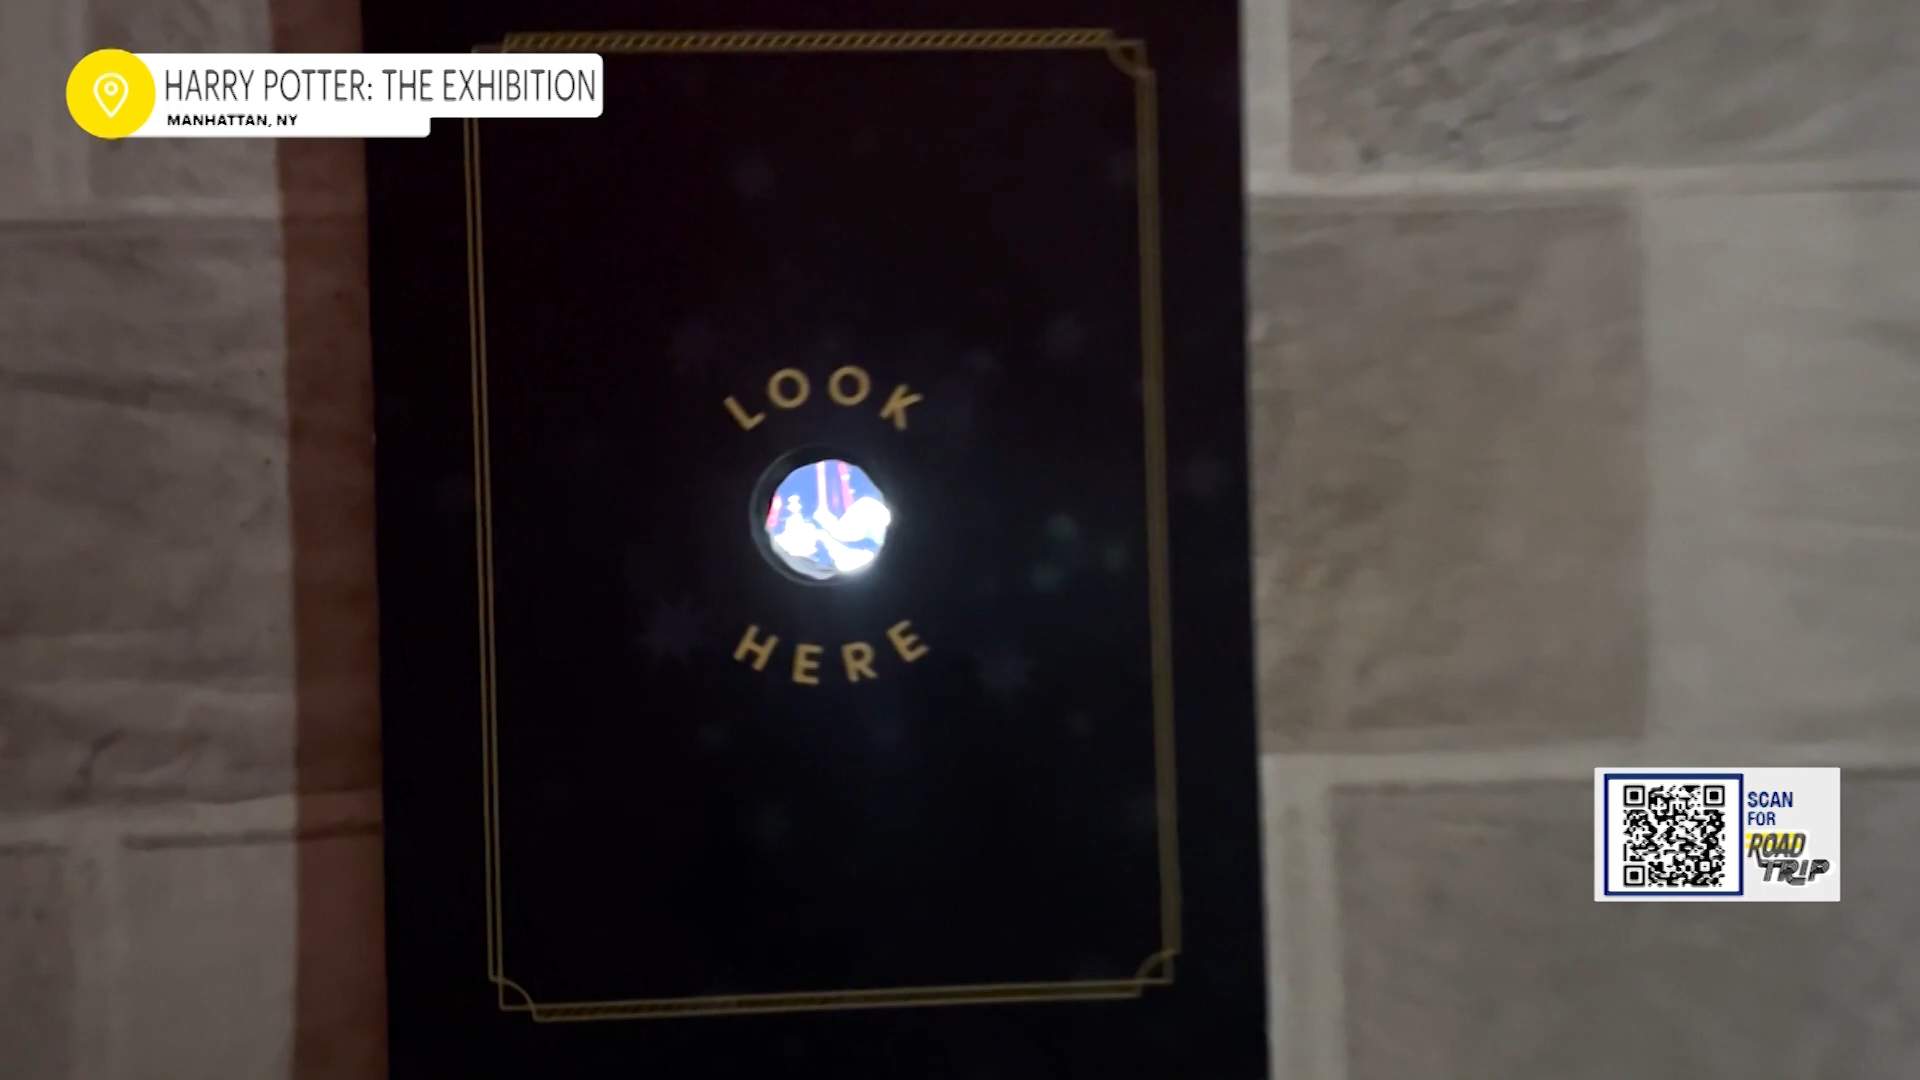 HARRY POTTER: THE EXHIBITION
MANHATTAN, NY
LOOK
HERE
SCAN
FOR
ROAD
TRIP